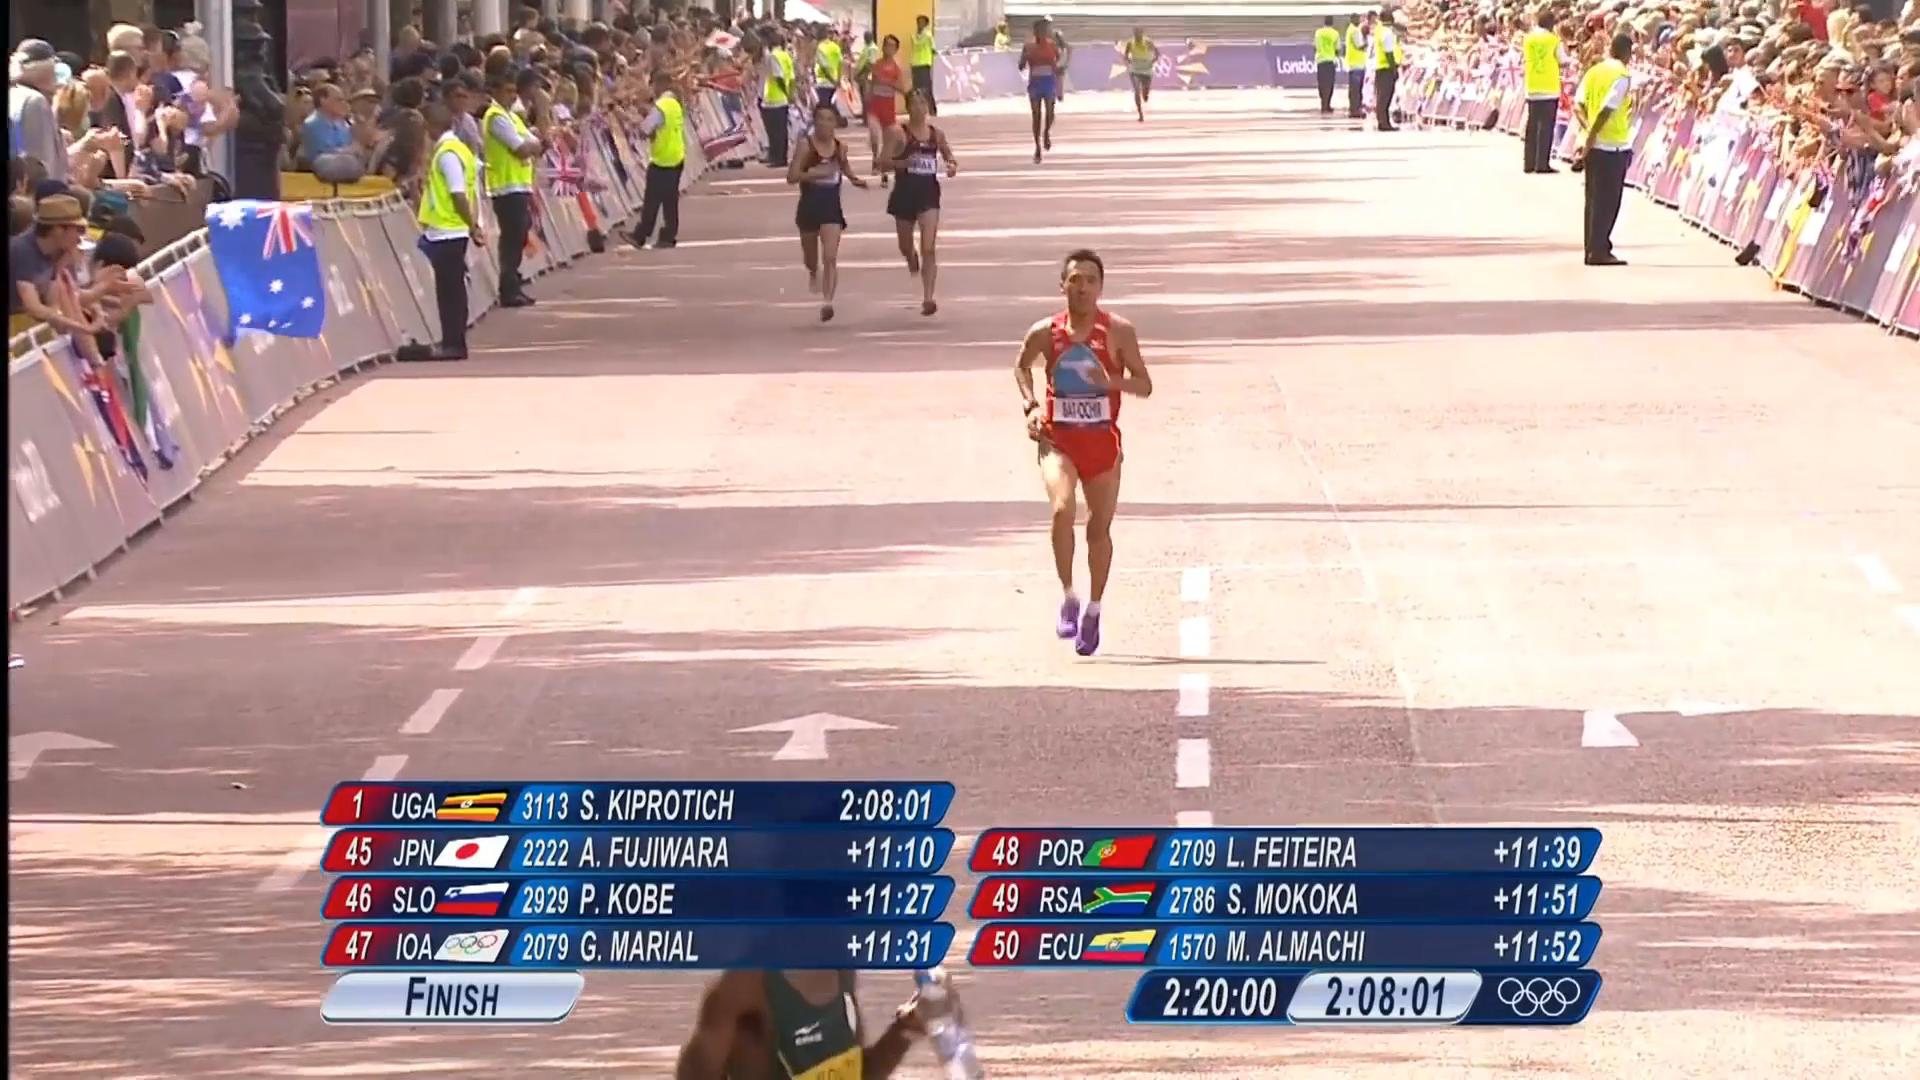 London
BAT-OCHIR
1 UGA 3113 S. KIPROTICH 2:08:01
45 JPN 2222 A. FUJIWARA +11:10
46 SLO 2929 P. KOBE +11:27
47 IOA 2079 G. MARIAL +11:31
48 POR 2709 L. FEITEIRA +11:39
49 RSA 2786 S. MOKOKA +11:51
50 ECU 1570 M. ALMACHI +11:52
FINISH
2:20:00 2:08:01